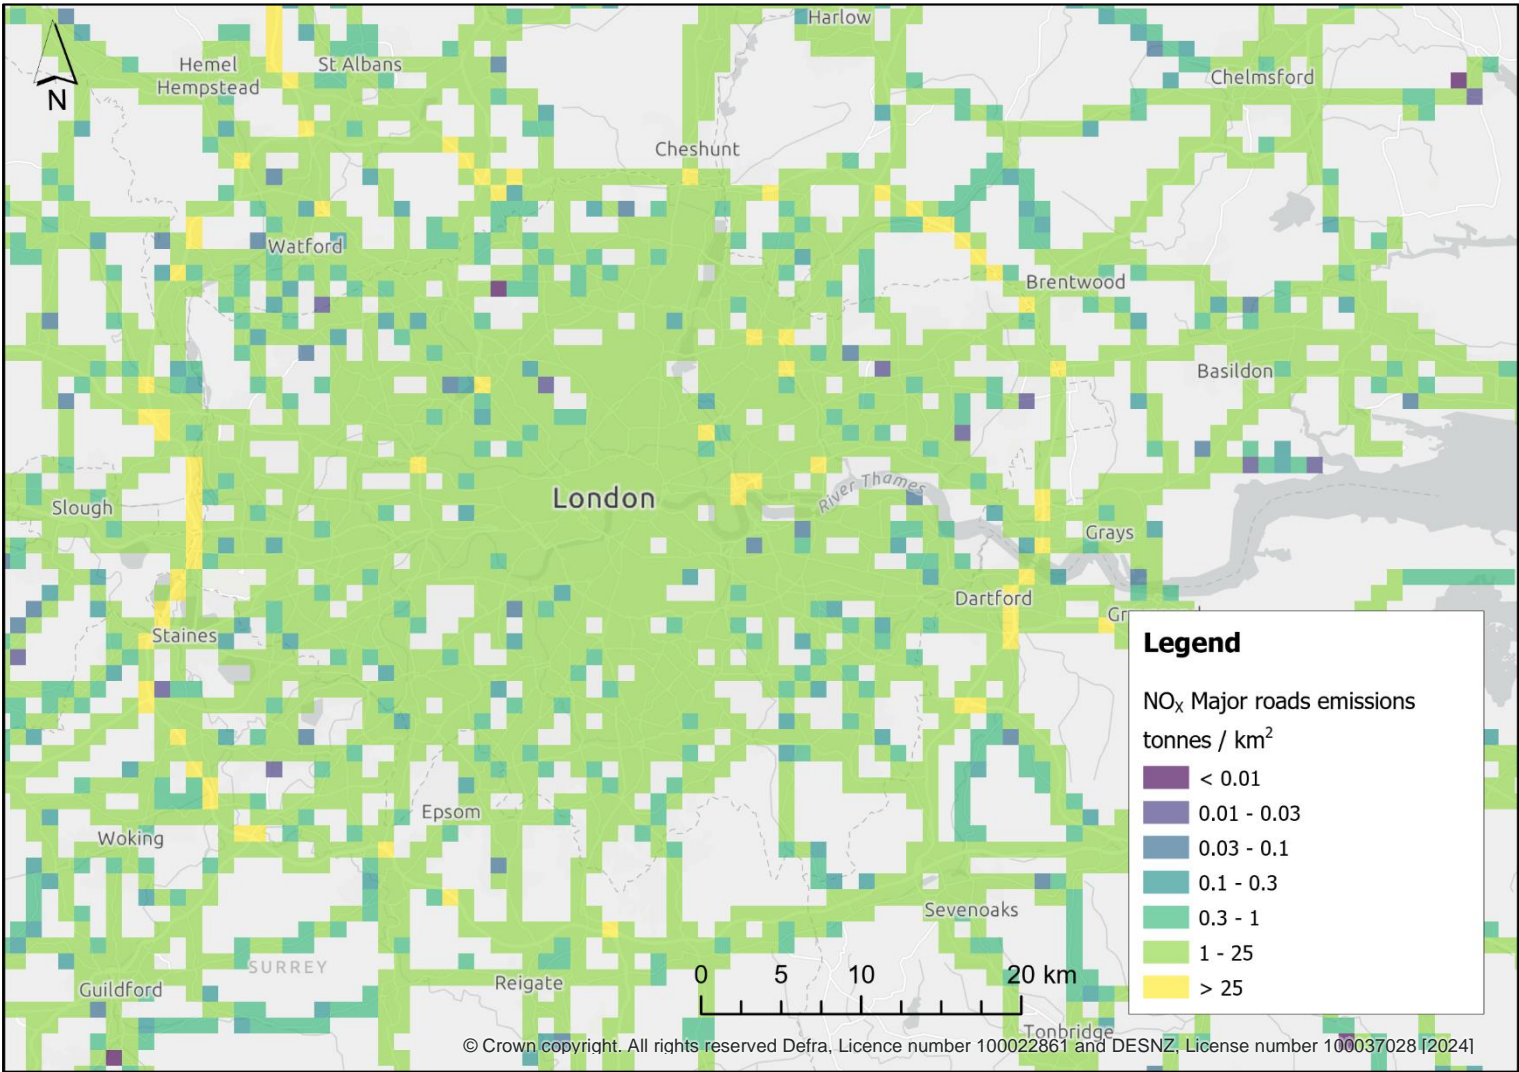 Harlow
Hemel
Hempstead
St Albans
Chelmsford
N
Cheshunt
Watford
Brentwood
Basildon
London
River Thames
Slough
Grays
Dartford
Staines
Legend
NOX Major roads emissions
tonnes / km2
< 0.01
0.01 - 0.03
0.03 - 0.1
0.1 - 0.3
0.3 - 1
1 - 25
> 25
Epsom
Woking
Sevenoaks
SURREY
Guildford
Reigate
0 5 10 20 km
Tonbridge
© Crown copyright. All rights reserved Defra, Licence number 100022861 and DESNZ, License number 100037028 [2024]